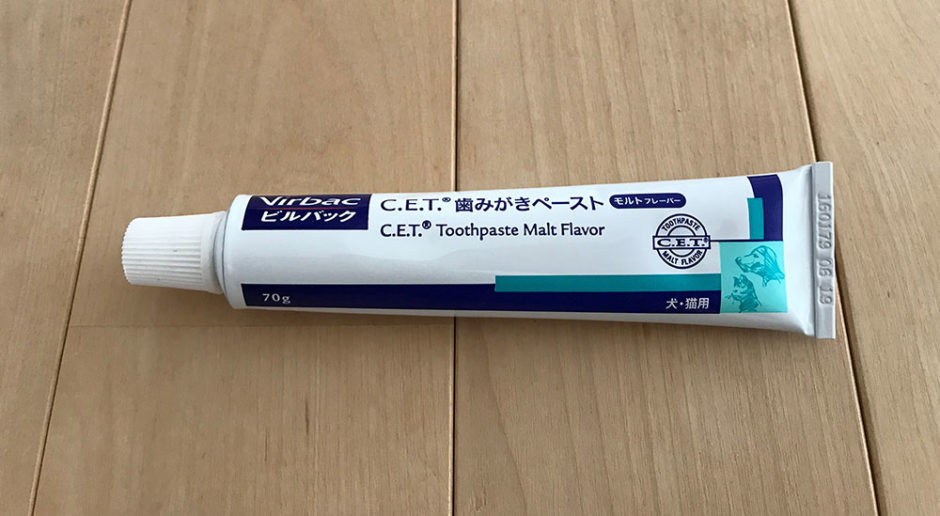 Virbac
ビルバック
C.E.T.® 歯みがきペースト モルト フレーバー
C.E.T.® Toothpaste Malt Flavor
TOOTHPASTE
C.E.T.®
MALT FLAVOR
70g
犬・猫用
160179 06 19